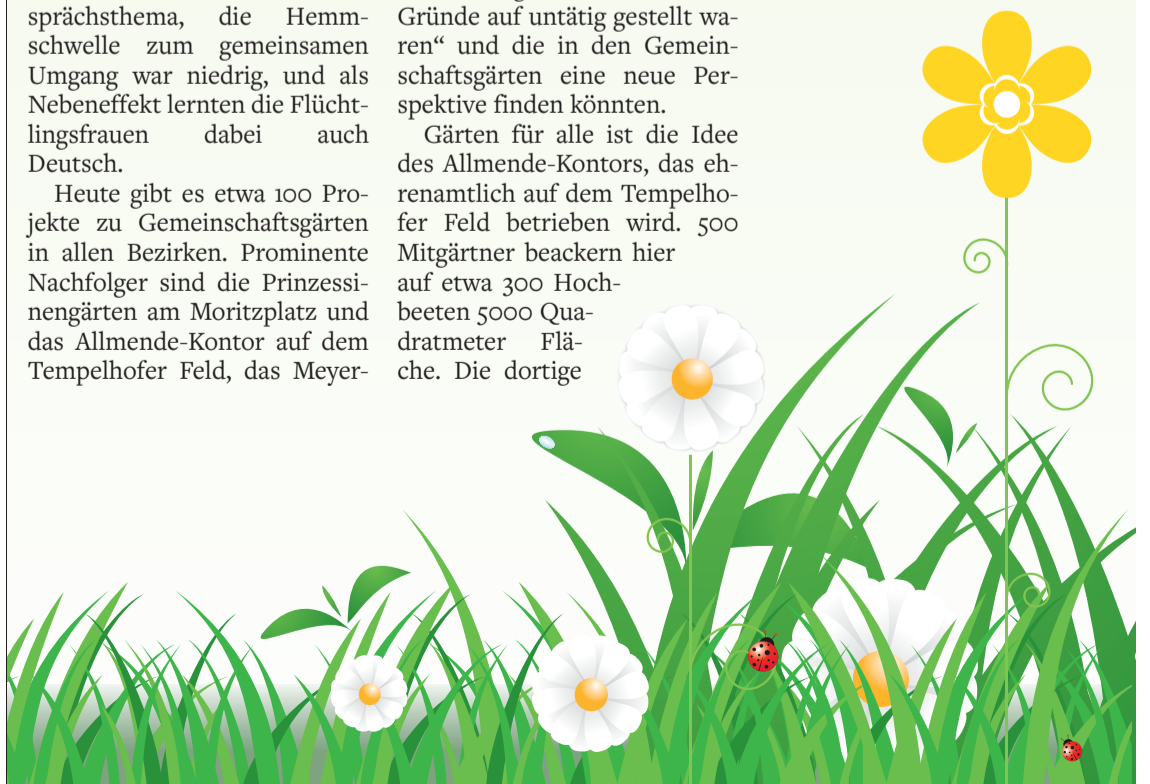 sprächsthema, die Hemm-
schwelle zum gemeinsamen
Umgang war niedrig, und als
Nebeneffekt lernten die Flücht-
lingsfrauen dabei auch
Deutsch.
Heute gibt es etwa 100 Pro-
jekte zu Gemeinschaftsgärten
in allen Bezirken. Prominente
Nachfolger sind die Prinzessi-
nengärten am Moritzplatz und
das Allmende-Kontor auf dem
Tempelhofer Feld, das Meyer-
Gründe auf untätig gestellt wa-
ren“ und die in den Gemein-
schaftsgärten eine neue Per-
spektive finden könnten.
Gärten für alle ist die Idee
des Allmende-Kontors, das eh-
renamtlich auf dem Tempelho-
fer Feld betrieben wird. 500
Mitgärtner beackern hier
auf etwa 300 Hoch-
beeten 5000 Qua-
dratmeter Flä-
che. Die dortige